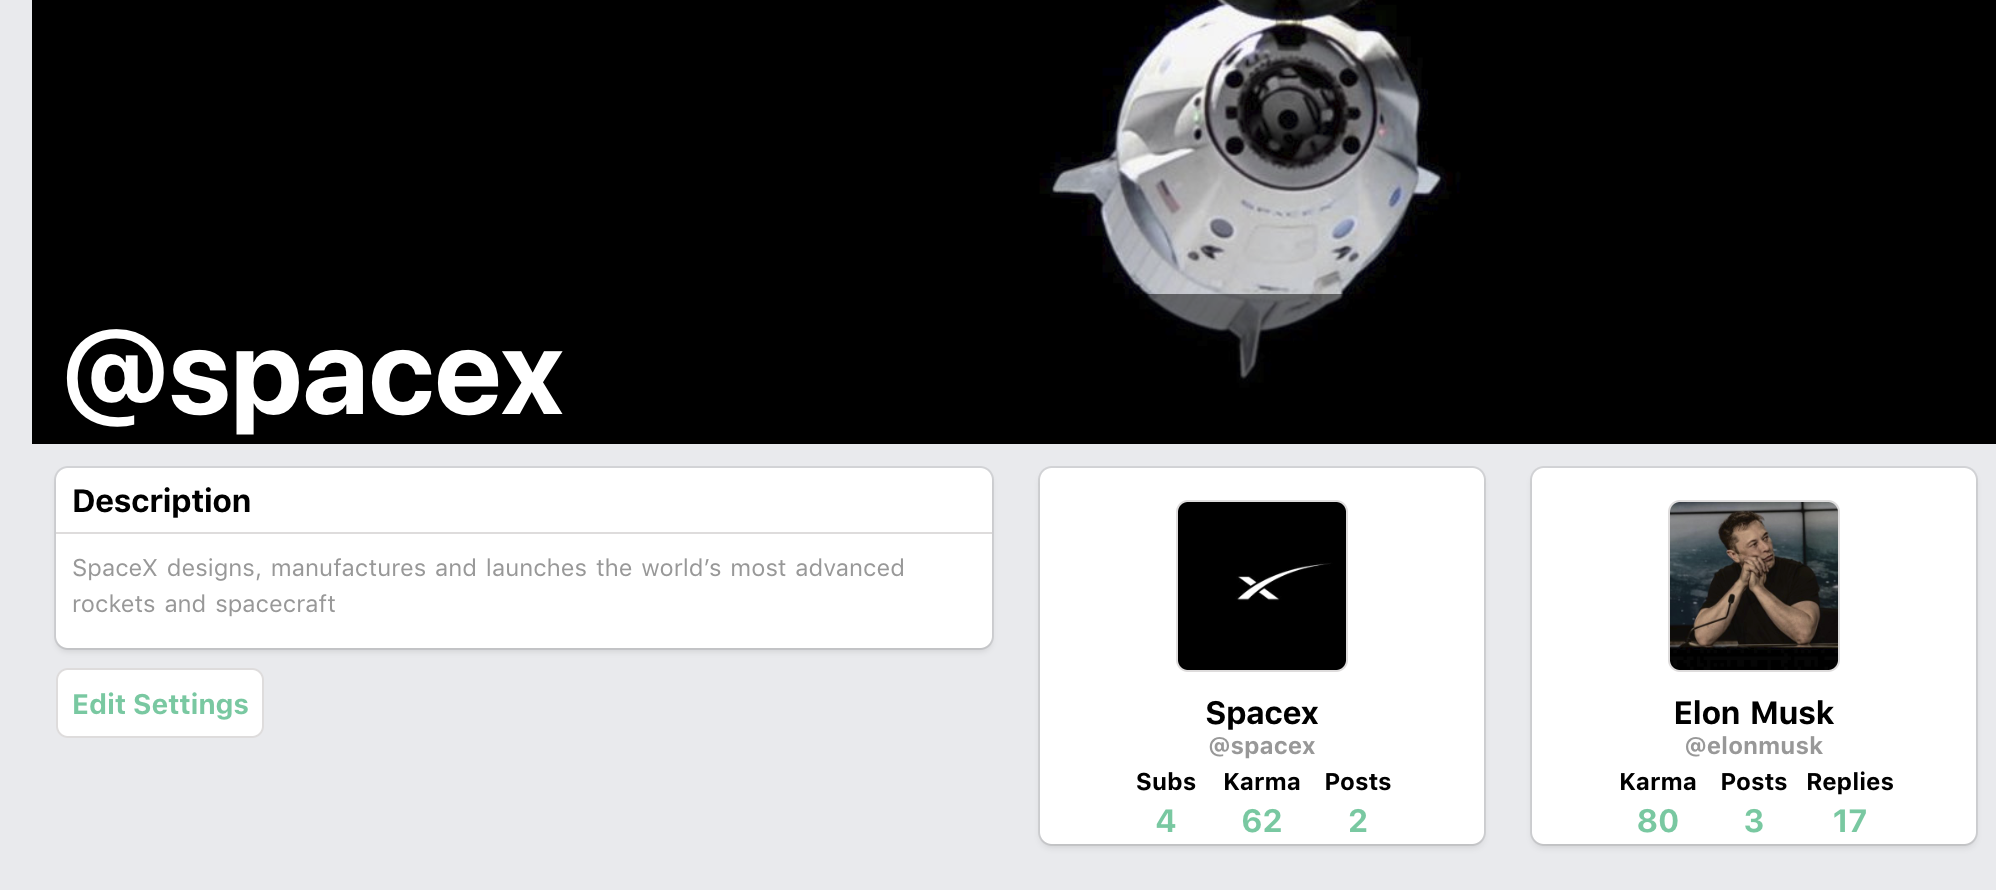 SPACEX
@spacex
Description
SpaceX designs, manufactures and launches the world’s most advanced
rockets and spacecraft
Edit Settings
Spacex
@spacex
Subs Karma Posts
4 62 2
Elon Musk
@elonmusk
Karma Posts Replies
80 3 17